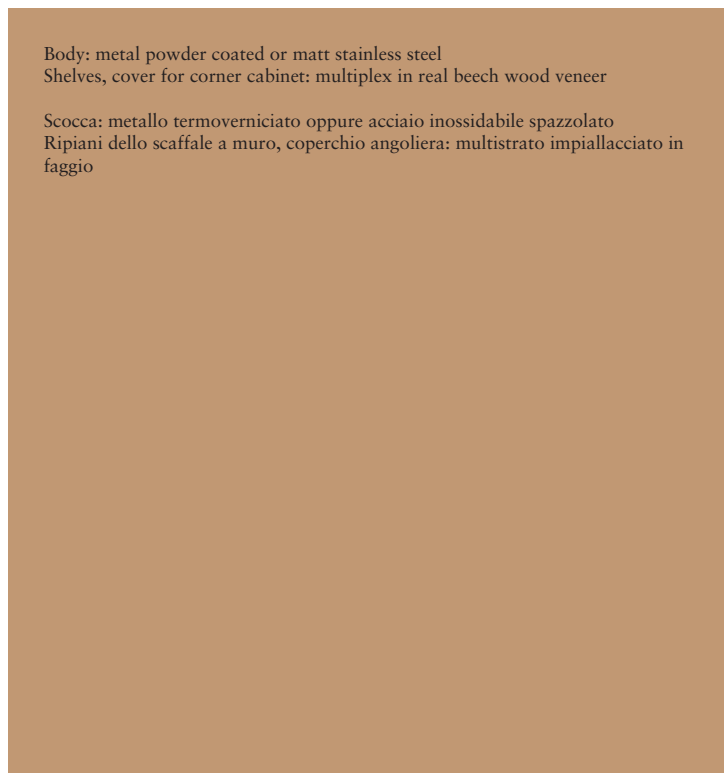 Body: metal powder coated or matt stainless steel
Shelves, cover for corner cabinet: multiplex in real beech wood veneer
Scocca: metallo termoverniciato oppure acciaio inossidabile spazzolato
Ripiani dello scaffale a muro, coperchio angoliera: multistrato impiallacciato in
faggio